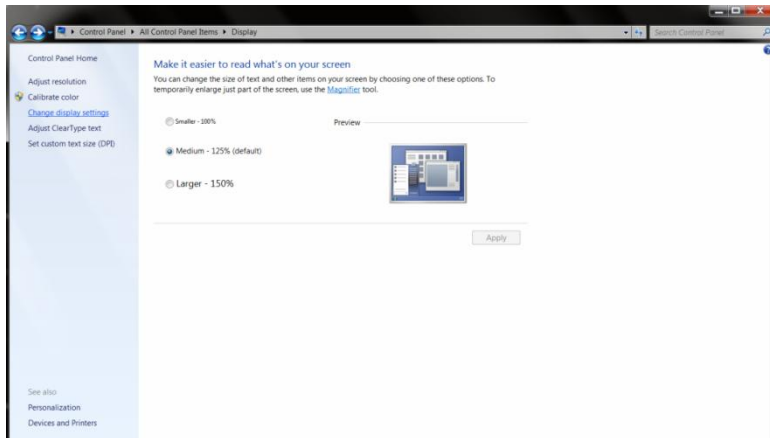 Control Panel ▸ All Control Panel Items ▸ Display
Search Control Panel
Control Panel Home
Adjust resolution
Calibrate color
Change display settings
Adjust ClearType text
Set custom text size (DPI)
Make it easier to read what's on your screen
You can change the size of text and other items on your screen by choosing one of these options. To
temporarily enlarge just part of the screen, use the Magnifier tool.
Smaller - 100%
Preview
Medium - 125% (default)
Larger - 150%
Apply
See also
Personalization
Devices and Printers